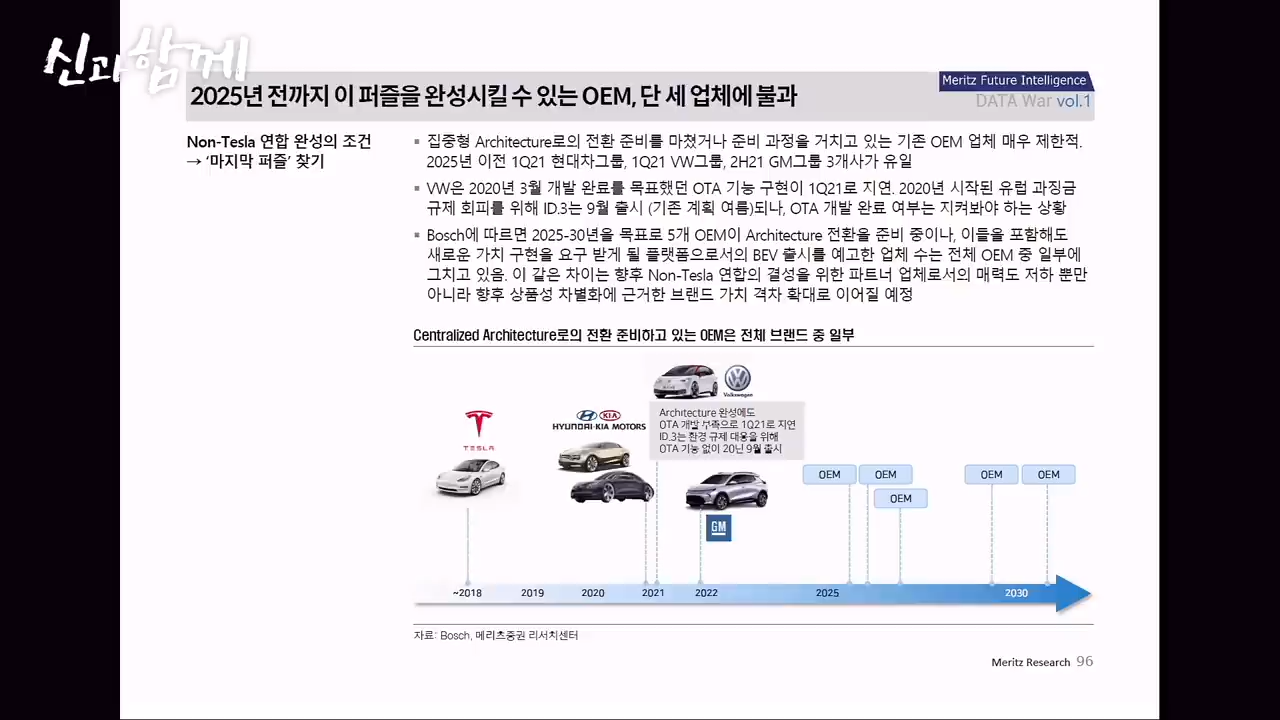 신과함께
Meritz Future Intelligence
DATA War vol.1
2025년 전까지 이 퍼즐을 완성시킬 수 있는 OEM, 단 세 업체에 불과
Non-Tesla 연합 완성의 조건
→ ‘마지막 퍼즐’ 찾기
▪ 집중형 Architecture로의 전환 준비를 마쳤거나 준비 과정을 거치고 있는 기존 OEM 업체 매우 제한적.
2025년 이전 1Q21 현대차그룹, 1Q21 VW그룹, 2H21 GM그룹 3개사가 유일
▪ VW은 2020년 3월 개발 완료를 목표했던 OTA 기능 구현이 1Q21로 지연. 2020년 시작된 유럽 과징금
규제 회피를 위해 ID.3는 9월 출시 (기존 계획 여름)되나, OTA 개발 완료 여부는 지켜봐야 하는 상황
▪ Bosch에 따르면 2025-30년을 목표로 5개 OEM이 Architecture 전환을 준비 중이나, 이들을 포함해도
새로운 가치 구현을 요구 받게 될 플랫폼으로서의 BEV 출시를 예고한 업체 수는 전체 OEM 중 일부에
그치고 있음. 이 같은 차이는 향후 Non-Tesla 연합의 결성을 위한 파트너 업체로서의 매력도 저하 뿐만
아니라 향후 상품성 차별화에 근거한 브랜드 가치 격차 확대로 이어질 예정
Centralized Architecture로의 전환 준비하고 있는 OEM은 전체 브랜드 중 일부
Volkswagen
TESLA
HYUNDAI KIA
HYUNDAI·KIA MOTORS
Architecture 완성에도
OTA 개발 부족으로 1Q21로 지연
ID.3는 환경 규제 대응을 위해
OTA 기능 없이 20년 9월 출시
GM
OEM OEM OEM OEM
OEM
~2018 2019 2020 2021 2022 2025 2030
자료: Bosch, 메리츠증권 리서치센터
Meritz Research 96